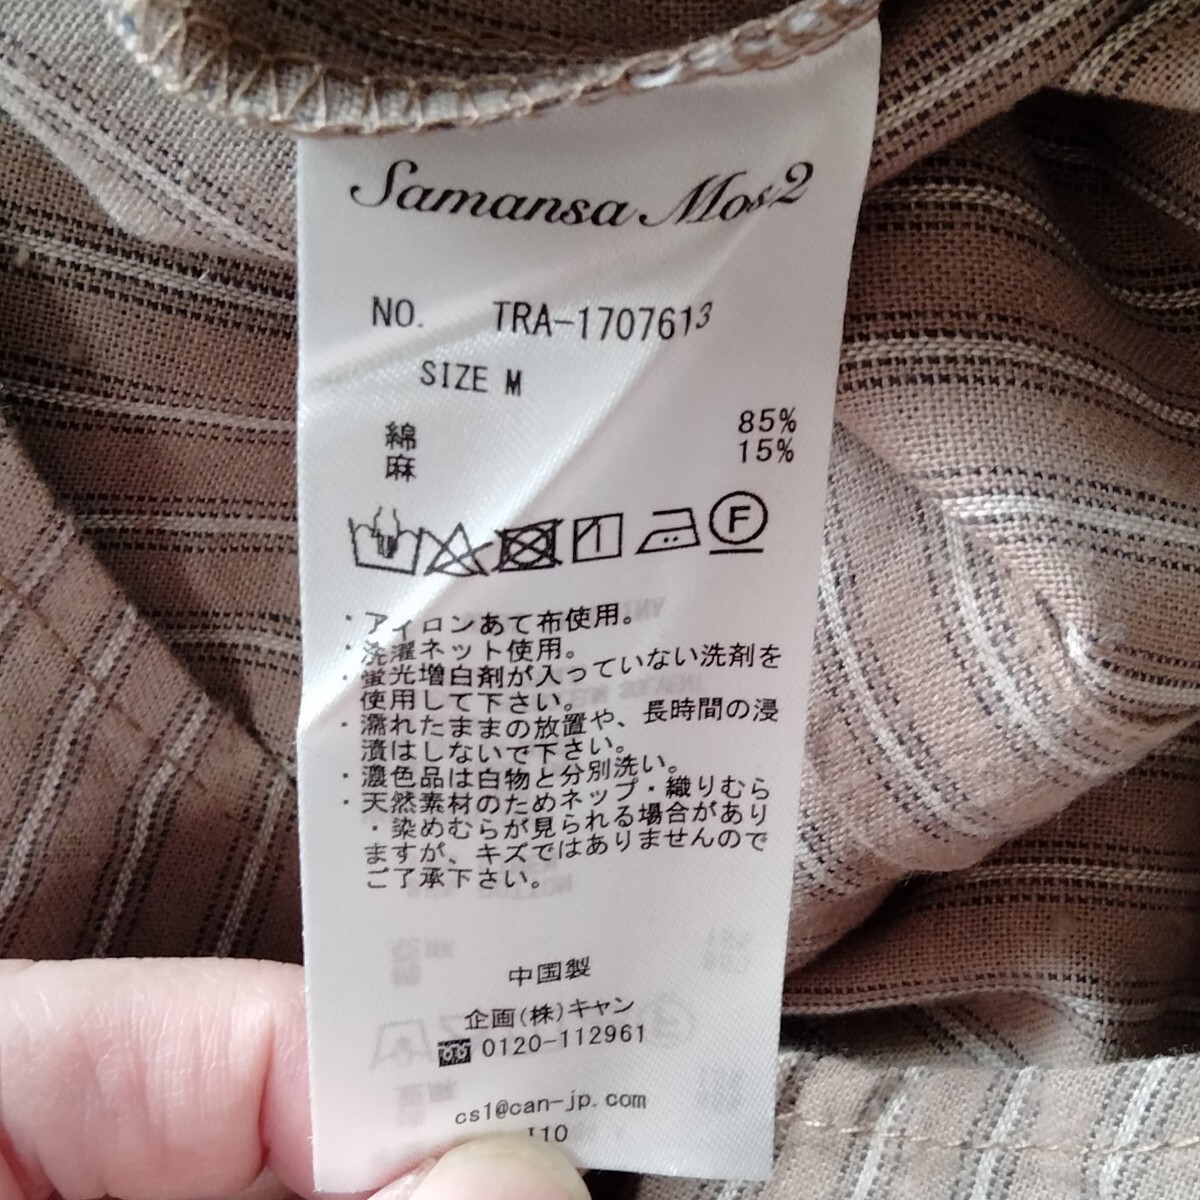 Samansa Mos2
NO. TRA-1707613
SIZE M
綿 85%
麻 15%
F
・アイロンあて布使用。
・洗濯ネット使用。
・蛍光増白剤が入っていない洗剤を
使用して下さい。
・濡れたままの放置や、長時間の浸
漬はしないで下さい。
・濃色品は白物と分別洗い。
・天然素材のためネップ・織りむら
・染めむらが見られる場合があり
ますが、キズではありませんので
ご了承下さい。
中国製
企画(株)キャン
0120-112961
cs1@can-jp.com
I10